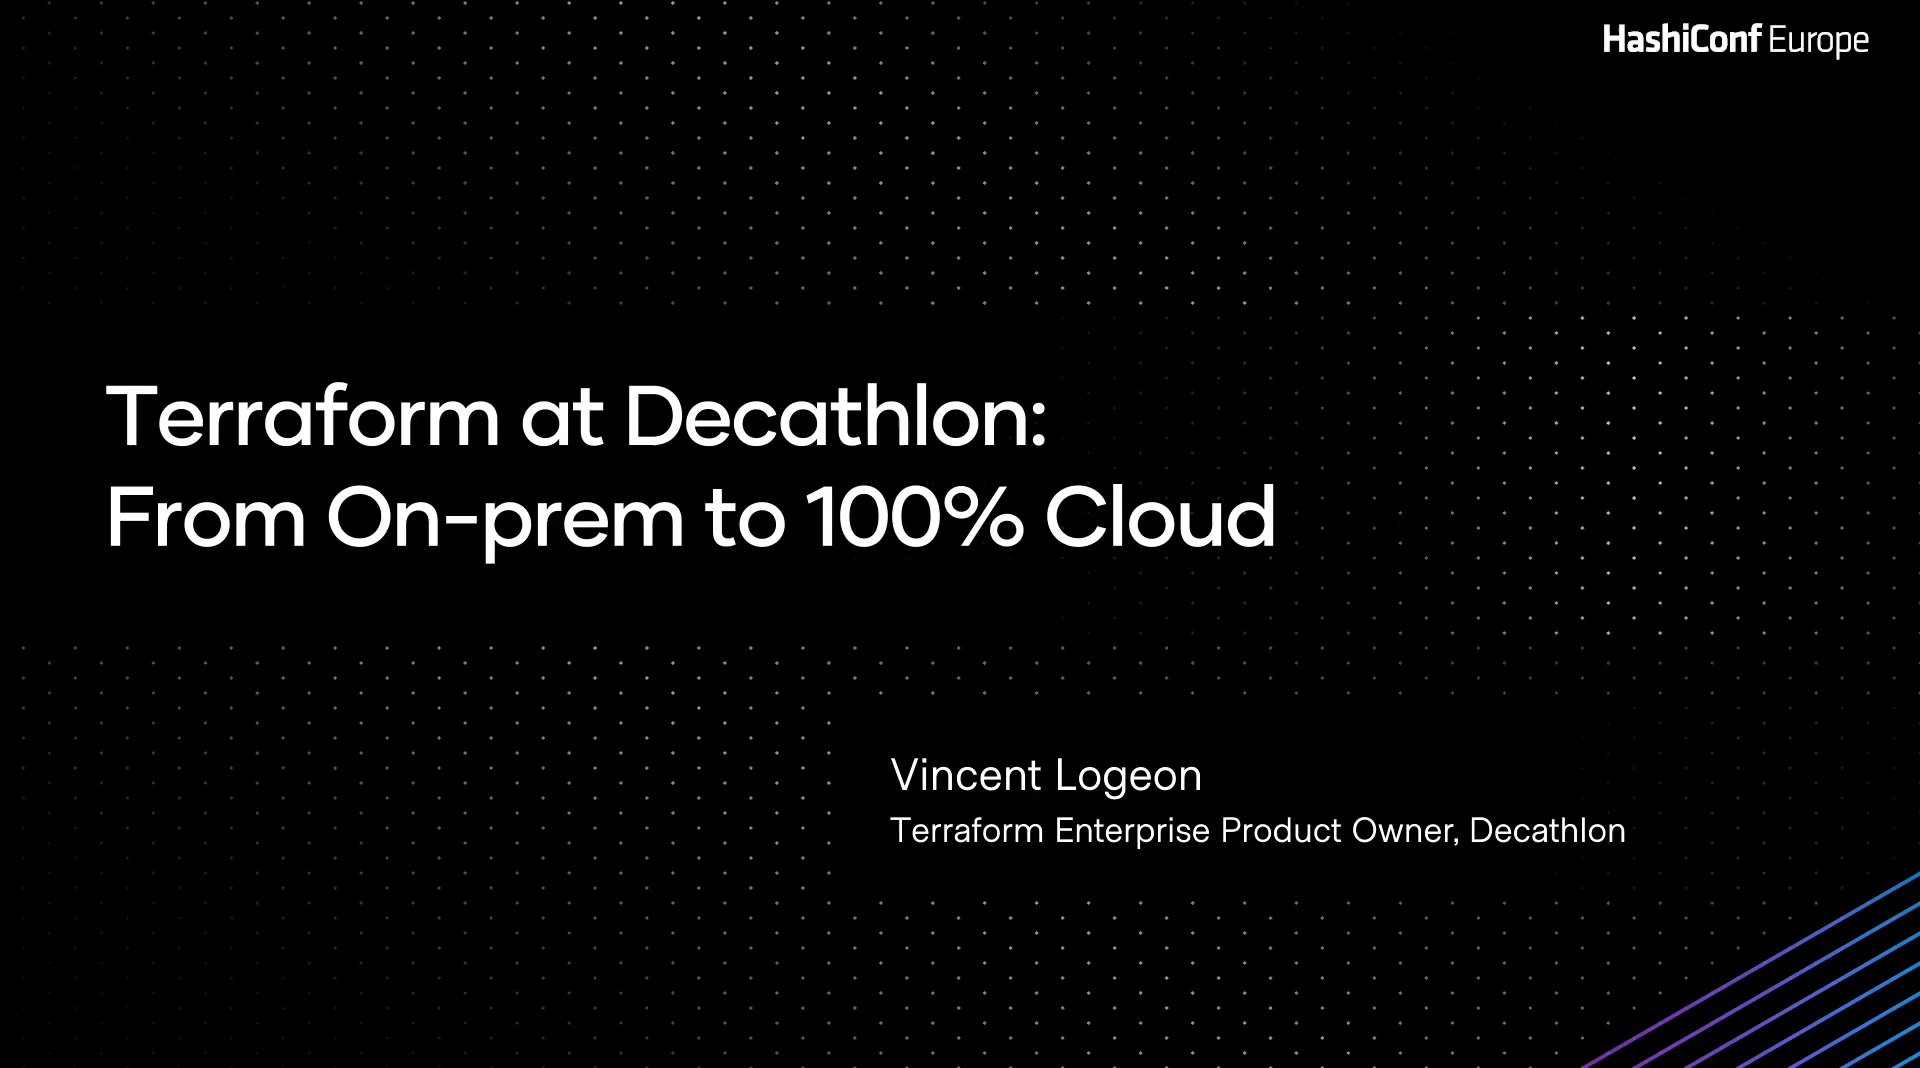 HashiConf Europe
Terraform at Decathlon:
From On-prem to 100% Cloud
Vincent Logeon
Terraform Enterprise Product Owner, Decathlon